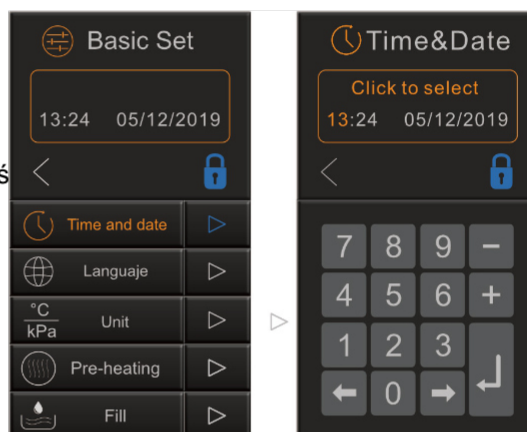 Basic Set
13:24 05/12/2019
ś
Time and date
Languaje
°C
kPa
Unit
Pre-heating
Fill
Time&Date
Click to select
13:24 05/12/2019
7 8 9 -
4 5 6 +
1 2 3
0